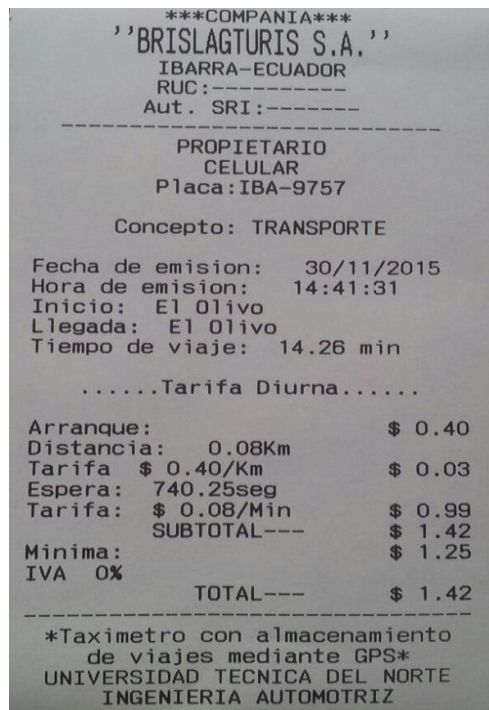 ***COMPANIA***
''BRISLAGTURIS S.A.''
IBARRA-ECUADOR
RUC:----------
Aut. SRI:-------
-----------------------------
PROPIETARIO
CELULAR
Placa:IBA-9757
Concepto: TRANSPORTE
Fecha de emision: 30/11/2015
Hora de emision: 14:41:31
Inicio: El Olivo
Llegada: El Olivo
Tiempo de viaje: 14.26 min
......Tarifa Diurna......
Arranque: $ 0.40
Distancia: 0.08Km
Tarifa $ 0.40/Km $ 0.03
Espera: 740.25seg
Tarifa: $ 0.08/Min $ 0.99
SUBTOTAL--- $ 1.42
Minima: $ 1.25
IVA 0%
TOTAL--- $ 1.42
--------------------------------
*Taximetro con almacenamiento
de viajes mediante GPS*
UNIVERSIDAD TECNICA DEL NORTE
INGENIERIA AUTOMOTRIZ